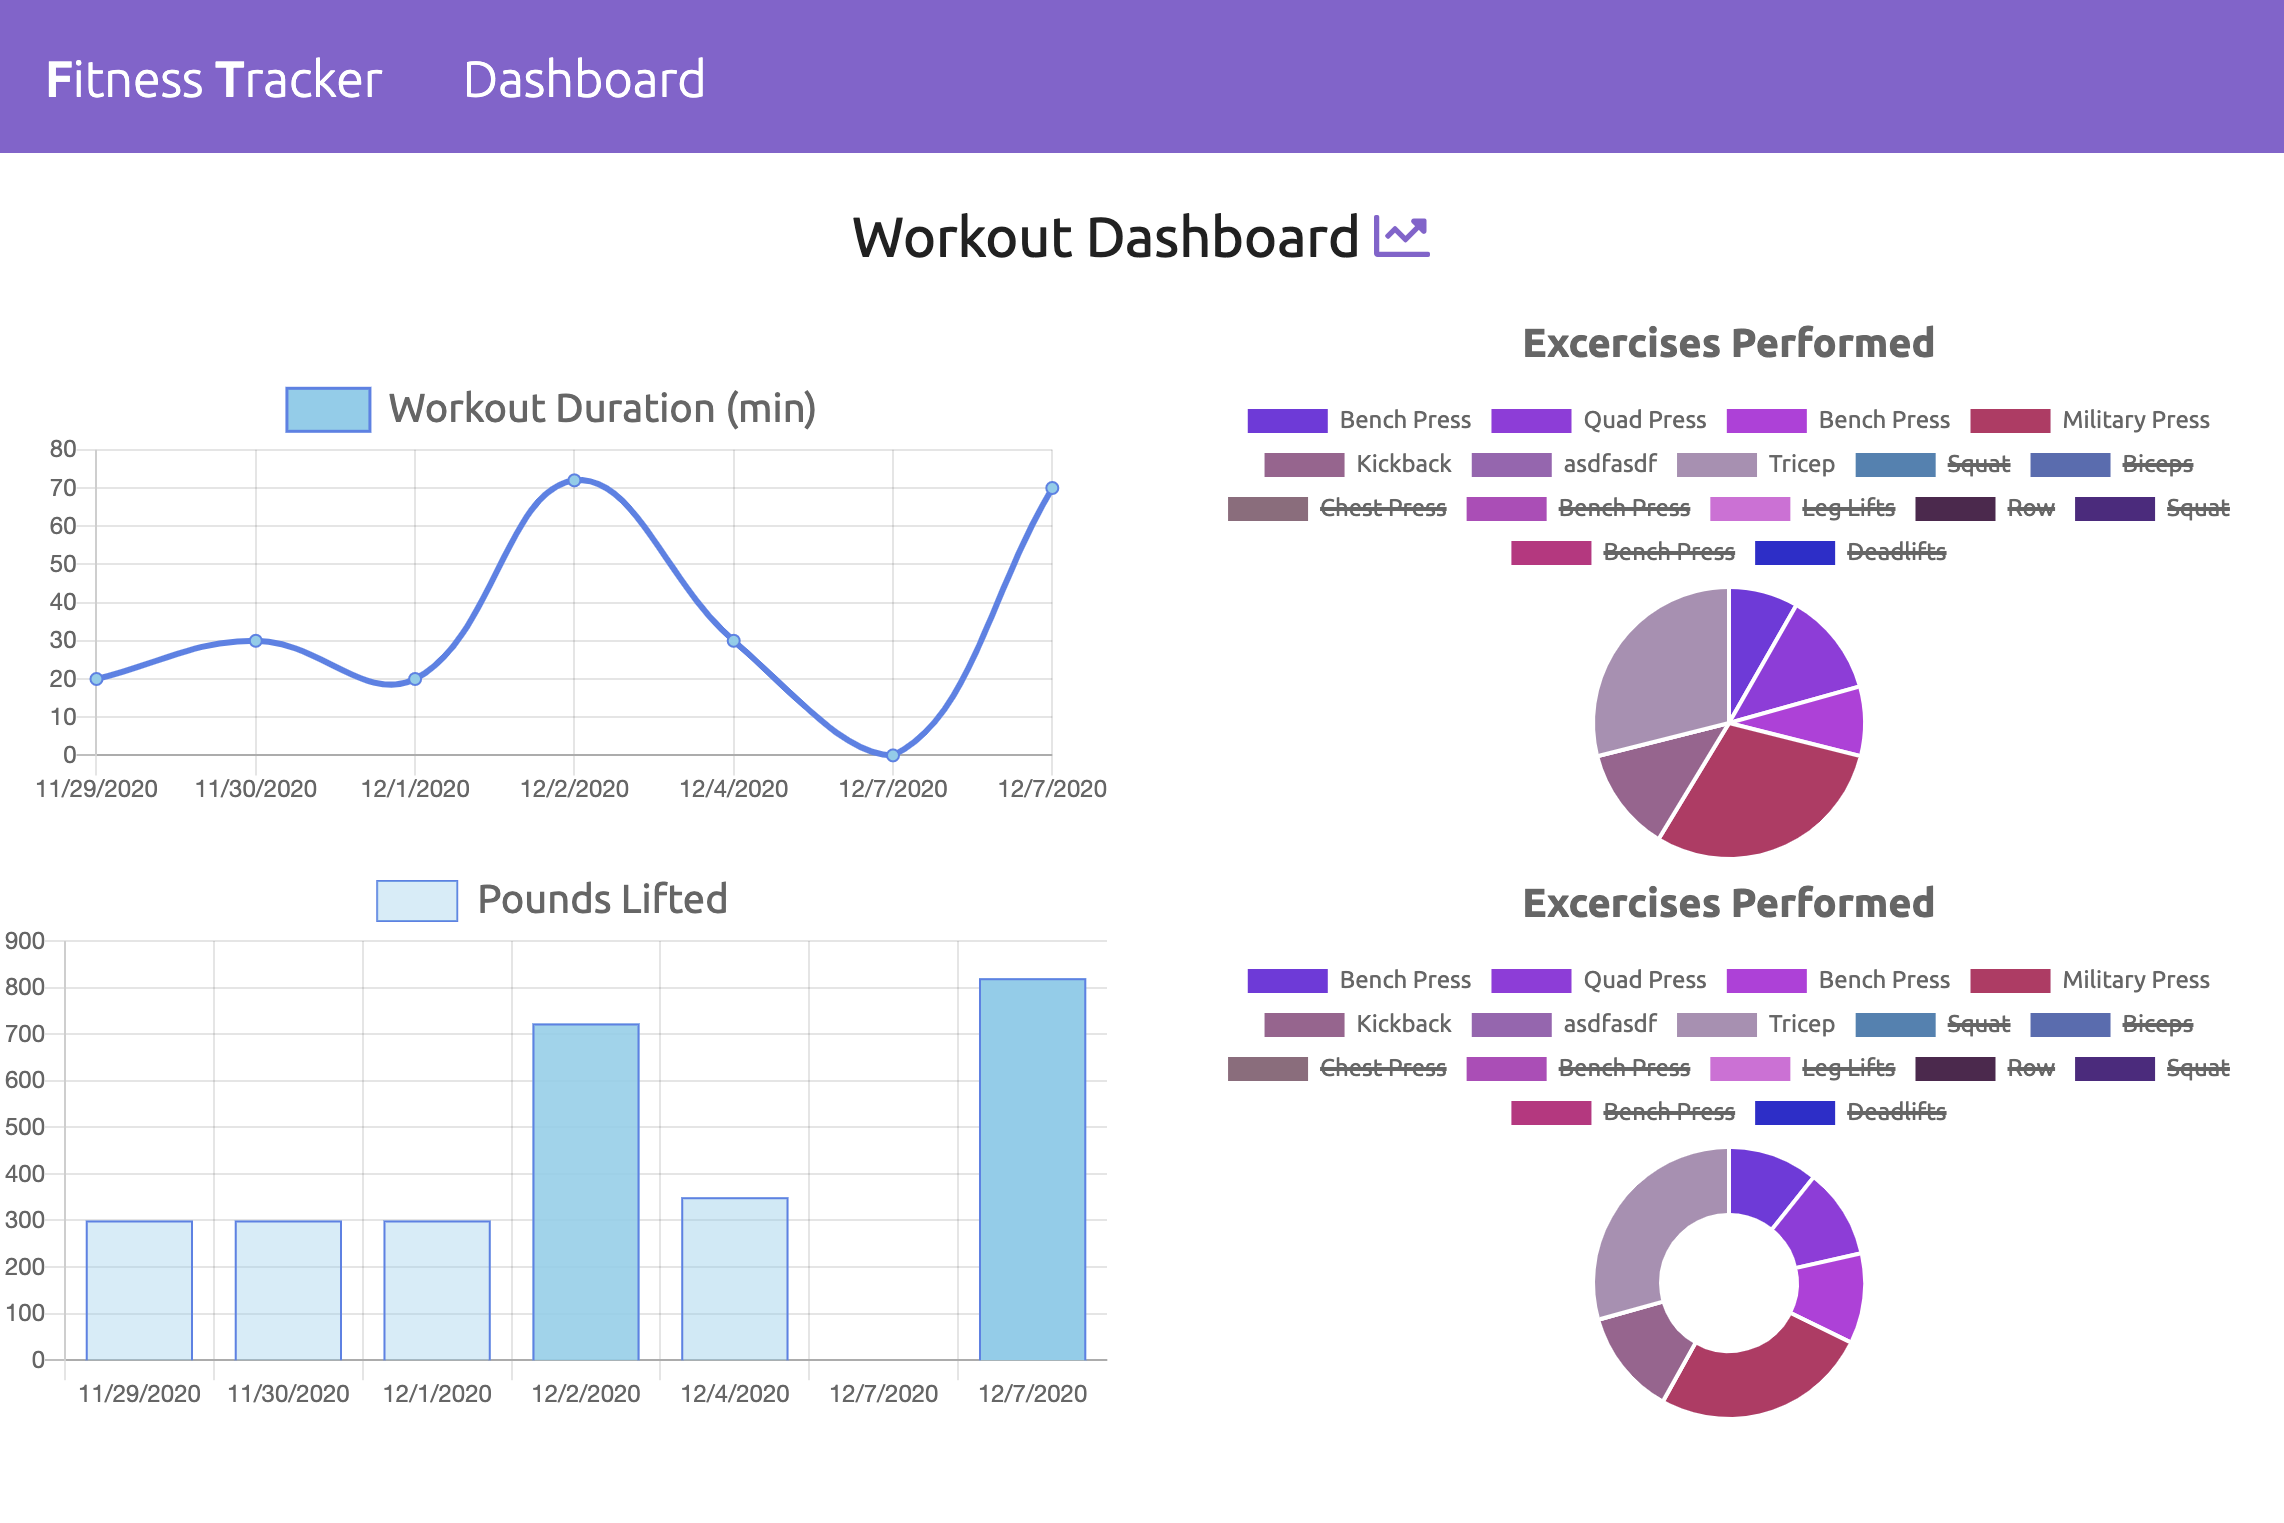 Fitness Tracker Dashboard
Workout Dashboard
Workout Duration (min)
80
70
60
50
40
30
20
10
0
11/29/2020 11/30/2020 12/1/2020 12/2/2020 12/4/2020 12/7/2020 12/7/2020
Pounds Lifted
900
800
700
600
500
400
300
200
100
0
11/29/2020 11/30/2020 12/1/2020 12/2/2020 12/4/2020 12/7/2020 12/7/2020
Excercises Performed
Bench Press Quad Press Bench Press Military Press
Kickback asdfasdf Tricep Squat Biceps
Chest Press Bench Press Leg Lifts Row Squat
Bench Press Deadlifts
Excercises Performed
Bench Press Quad Press Bench Press Military Press
Kickback asdfasdf Tricep Squat Biceps
Chest Press Bench Press Leg Lifts Row Squat
Bench Press Deadlifts